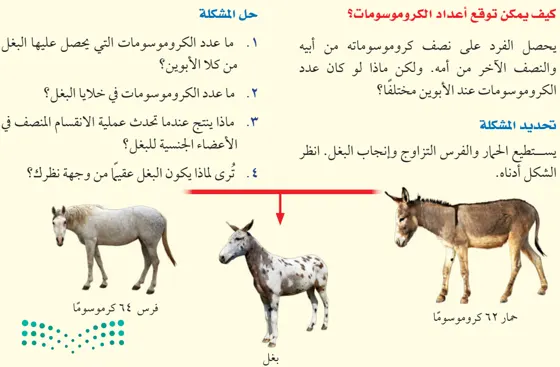 كيف يمكن توقع أعداد الكروموسومات؟
يحصل الفرد على نصف كروموسوماته من أبيه
والنصف الآخر من أمه. ولكن ماذا لو كان عدد
الكروموسومات عند الأبوين مختلفًا؟
تحديد المشكلة
يستطيع الحمار والفرس التزاوج وإنجاب البغل. انظر
الشكل أدناه.
حل المشكلة
١. ما عدد الكروموسومات التي يحصل عليها البغل
من كلا الأبوين؟
٢. ما عدد الكروموسومات في خلايا البغل؟
٣. ماذا ينتج عندما تحدث عملية الانقسام المنصف في
الأعضاء الجنسية للبغل؟
٤. تُرى لماذا يكون البغل عقيمًا من وجهة نظرك؟
حمار ٦٢ كروموسومًا
فرس ٦٤ كرموسومًا
بغل